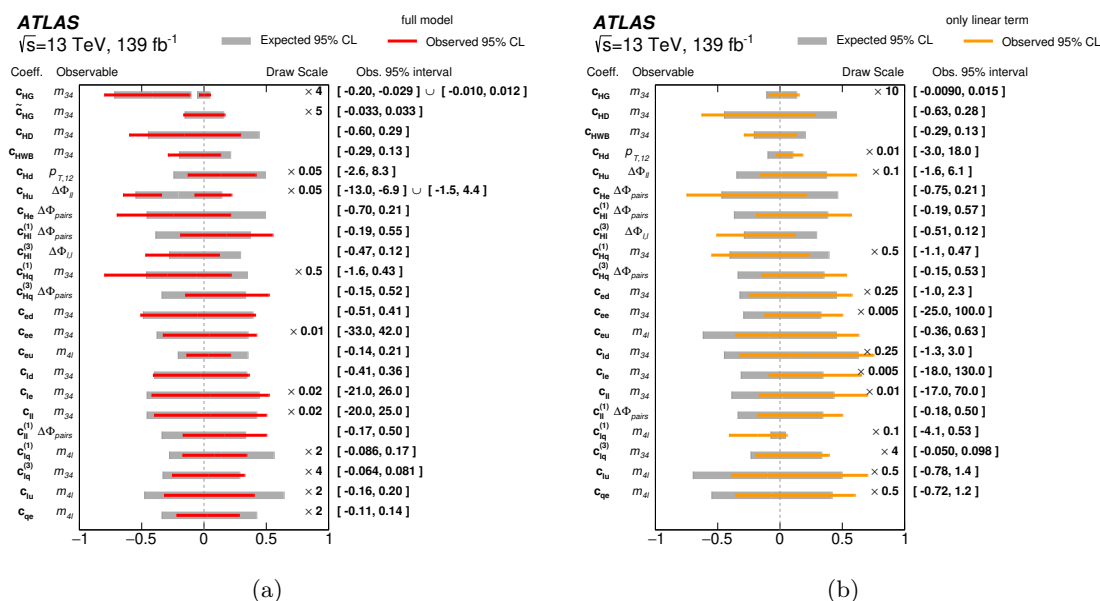 ATLAS
full model
√s=13 TeV, 139 fb⁻¹ Expected 95% CL Observed 95% CL
Coeff. Observable Draw Scale Obs. 95% interval
c_HG m_34 × 4 [ -0.20, -0.029] ∪ [ -0.010, 0.012]
c̃_HG m_34 × 5 [ -0.033, 0.033]
c_HD m_34 [ -0.60, 0.29]
c_HWB m_34 [ -0.29, 0.13]
c_Hd p_T,12 × 0.05 [ -2.6, 8.3]
c_Hu ΔΦ_ll × 0.05 [ -13.0, -6.9] ∪ [ -1.5, 4.4]
c_He ΔΦ_pairs [ -0.70, 0.21]
c_Hl^(1) ΔΦ_pairs [ -0.19, 0.55]
c_Hl^(3) ΔΦ_ll [ -0.47, 0.12]
c_Hq^(1) m_34 × 0.5 [ -1.6, 0.43]
c_Hq^(3) ΔΦ_pairs [ -0.15, 0.52]
c_ed m_34 [ -0.51, 0.41]
c_ee m_34 × 0.01 [ -33.0, 42.0]
c_eu m_4l [ -0.14, 0.21]
c_ld m_34 [ -0.41, 0.36]
c_le m_34 × 0.02 [ -21.0, 26.0]
c_ll m_34 × 0.02 [ -20.0, 25.0]
c_ll^(1) ΔΦ_pairs [ -0.17, 0.50]
c_lq^(1) m_4l × 2 [ -0.086, 0.17]
c_lq^(3) m_34 × 4 [ -0.064, 0.081]
c_lu m_4l × 2 [ -0.16, 0.20]
c_qe m_4l × 2 [ -0.11, 0.14]
−1 −0.5 0 0.5 1
(a)
ATLAS
only linear term
√s=13 TeV, 139 fb⁻¹ Expected 95% CL Observed 95% CL
Coeff. Observable Draw Scale Obs. 95% interval
c_HG m_34 × 10 [ -0.0090, 0.015]
c_HD m_34 [ -0.63, 0.28]
c_HWB m_34 [ -0.29, 0.13]
c_Hd p_T,12 × 0.01 [ -3.0, 18.0]
c_Hu ΔΦ_ll × 0.1 [ -1.6, 6.1]
c_He ΔΦ_pairs [ -0.75, 0.21]
c_Hl^(1) ΔΦ_pairs [ -0.19, 0.57]
c_Hl^(3) ΔΦ_ll [ -0.51, 0.12]
c_Hq^(1) m_34 × 0.5 [ -1.1, 0.47]
c_Hq^(3) ΔΦ_pairs [ -0.15, 0.53]
c_ed m_34 × 0.25 [ -1.0, 2.3]
c_ee m_34 × 0.005 [ -25.0, 100.0]
c_eu m_4l [ -0.36, 0.63]
c_ld m_34 × 0.25 [ -1.3, 3.0]
c_le m_34 × 0.005 [ -18.0, 130.0]
c_ll m_34 × 0.01 [ -17.0, 70.0]
c_ll^(1) ΔΦ_pairs [ -0.18, 0.50]
c_lq^(1) m_4l × 0.1 [ -4.1, 0.53]
c_lq^(3) m_34 × 4 [ -0.050, 0.098]
c_lu m_4l × 0.5 [ -0.78, 1.4]
c_qe m_4l × 0.5 [ -0.72, 1.2]
−1 −0.5 0 0.5 1
(b)